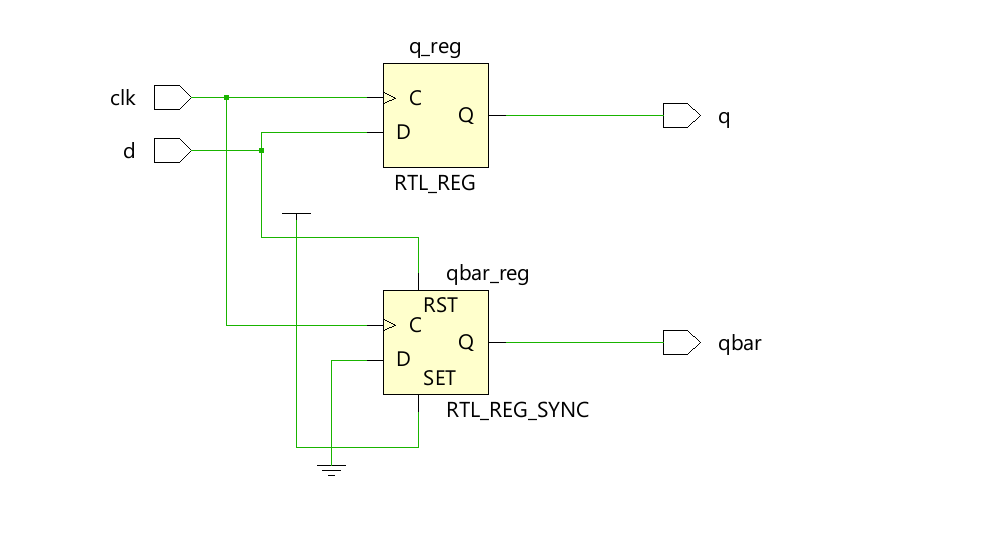 q_reg
clk
C
Q
q
d
D
RTL_REG
qbar_reg
RST
C
Q
qbar
D
SET
RTL_REG_SYNC